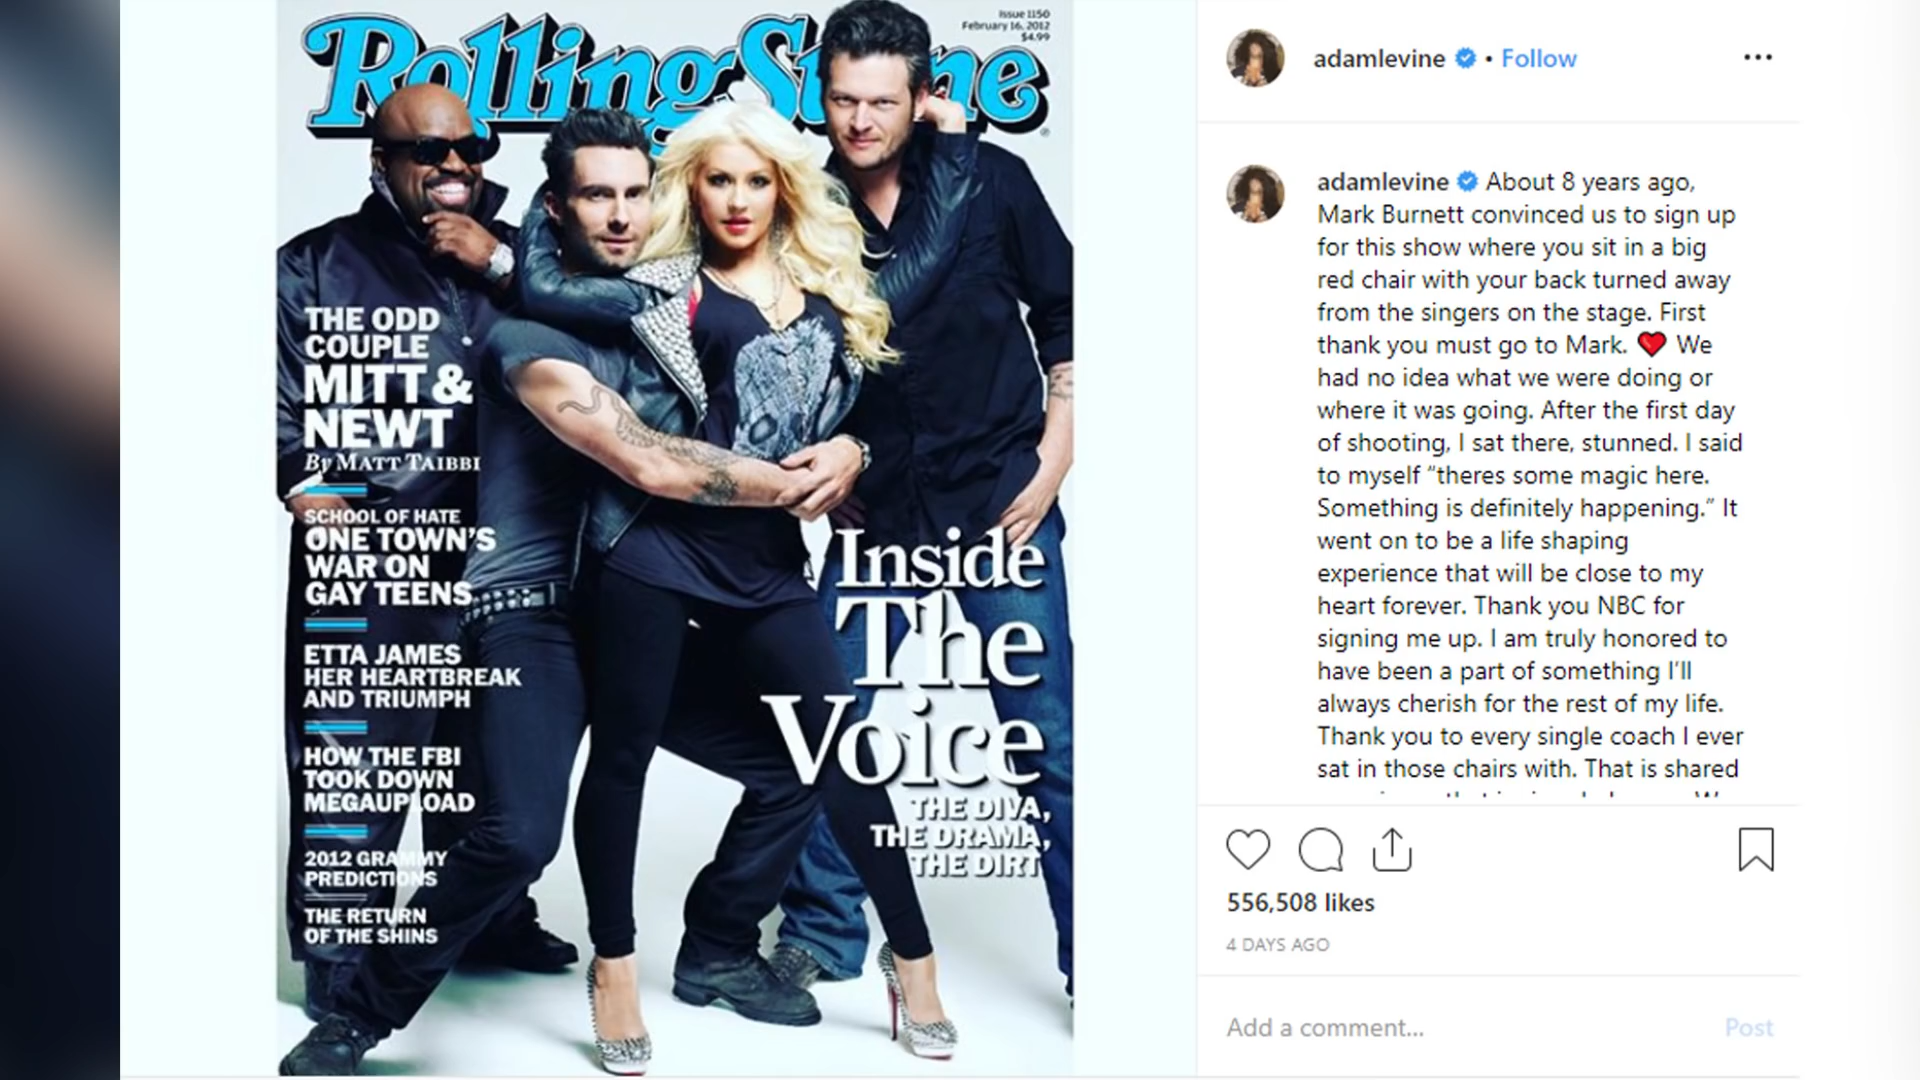 Issue 1150
February 16, 2012
$4.99
Rolling Stone
THE ODD
COUPLE
MITT &
NEWT
By MATT TAIBBI
SCHOOL OF HATE
ONE TOWN'S
WAR ON
GAY TEENS
ETTA JAMES
HER HEARTBREAK
AND TRIUMPH
HOW THE FBI
TOOK DOWN
MEGAUPLOAD
2012 GRAMMY
PREDICTIONS
THE RETURN
OF THE SHINS
Inside
The
Voice
THE DIVA,
THE DRAMA,
THE DIRT
adamlevine • Follow
adamlevine About 8 years ago,
Mark Burnett convinced us to sign up
for this show where you sit in a big
red chair with your back turned away
from the singers on the stage. First
thank you must go to Mark. ❤️ We
had no idea what we were doing or
where it was going. After the first day
of shooting, I sat there, stunned. I said
to myself “theres some magic here.
Something is definitely happening.” It
went on to be a life shaping
experience that will be close to my
heart forever. Thank you NBC for
signing me up. I am truly honored to
have been a part of something I’ll
always cherish for the rest of my life.
Thank you to every single coach I ever
sat in those chairs with. That is shared
556,508 likes
4 DAYS AGO
Add a comment...
Post